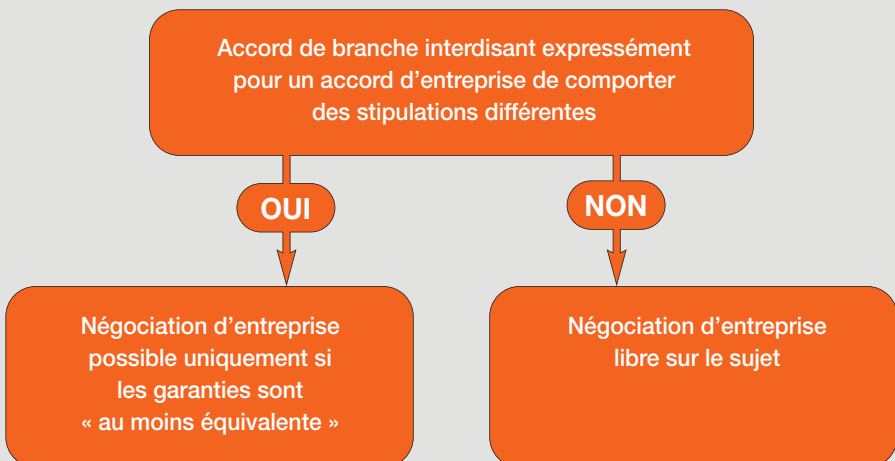 Accord de branche interdisant expressément
pour un accord d’entreprise de comporter
des stipulations différentes
OUI
NON
Négociation d’entreprise
possible uniquement si
les garanties sont
« au moins équivalente »
Négociation d’entreprise
libre sur le sujet